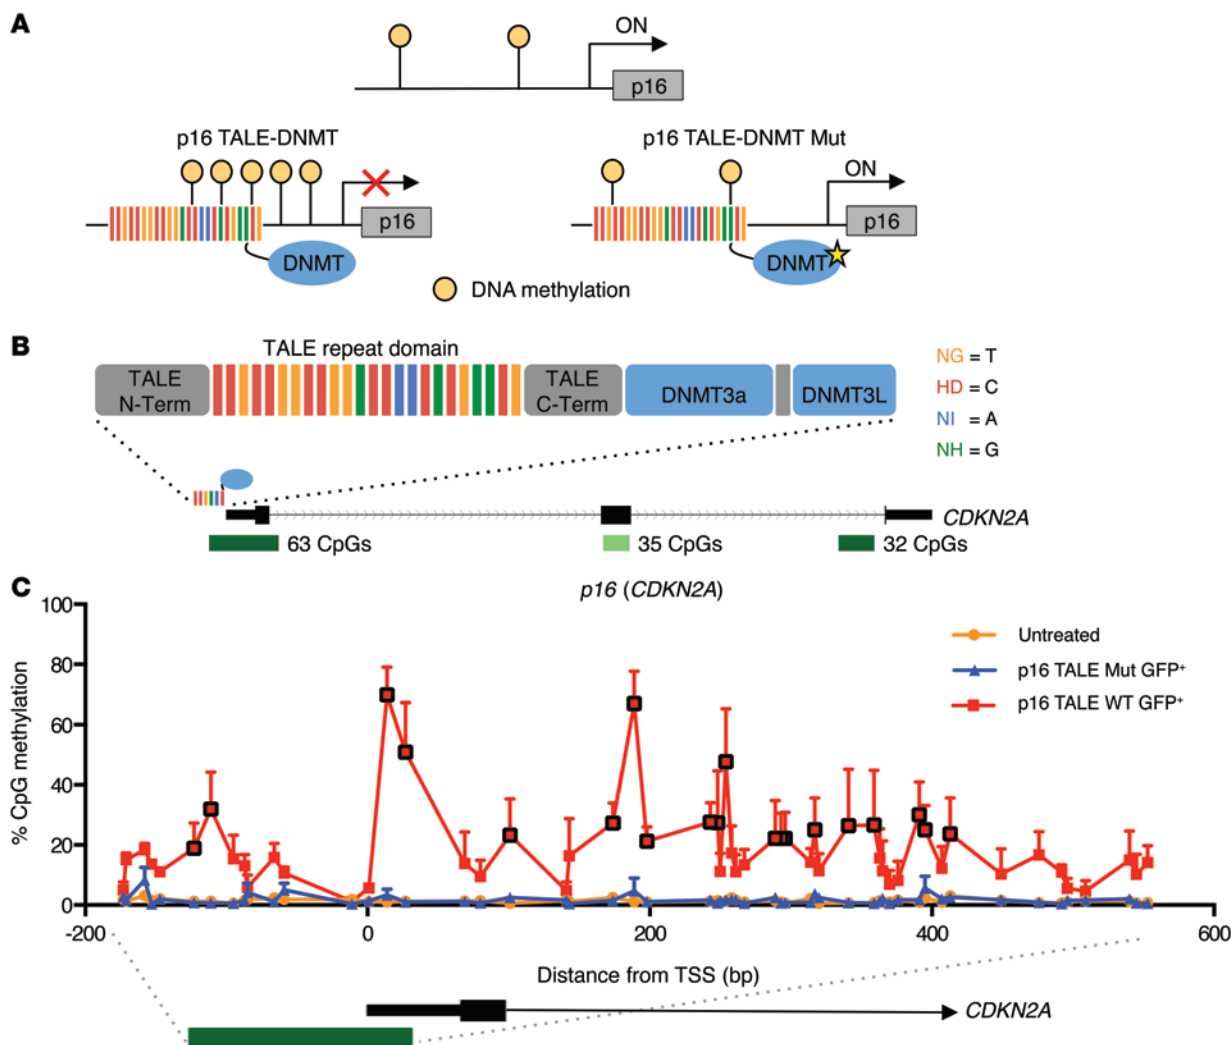 A
ON
p16
p16 TALE-DNMT
p16 TALE-DNMT Mut
ON
p16
p16
DNMT
DNMT
DNA methylation
B
TALE repeat domain
TALE
N-Term
TALE
C-Term
DNMT3a
DNMT3L
NG = T
HD = C
NI = A
NH = G
CDKN2A
63 CpGs
35 CpGs
32 CpGs
C
p16 (CDKN2A)
% CpG methylation
100
80
60
40
20
0
-200
0
200
400
600
Untreated
p16 TALE Mut GFP⁺
p16 TALE WT GFP⁺
Distance from TSS (bp)
CDKN2A